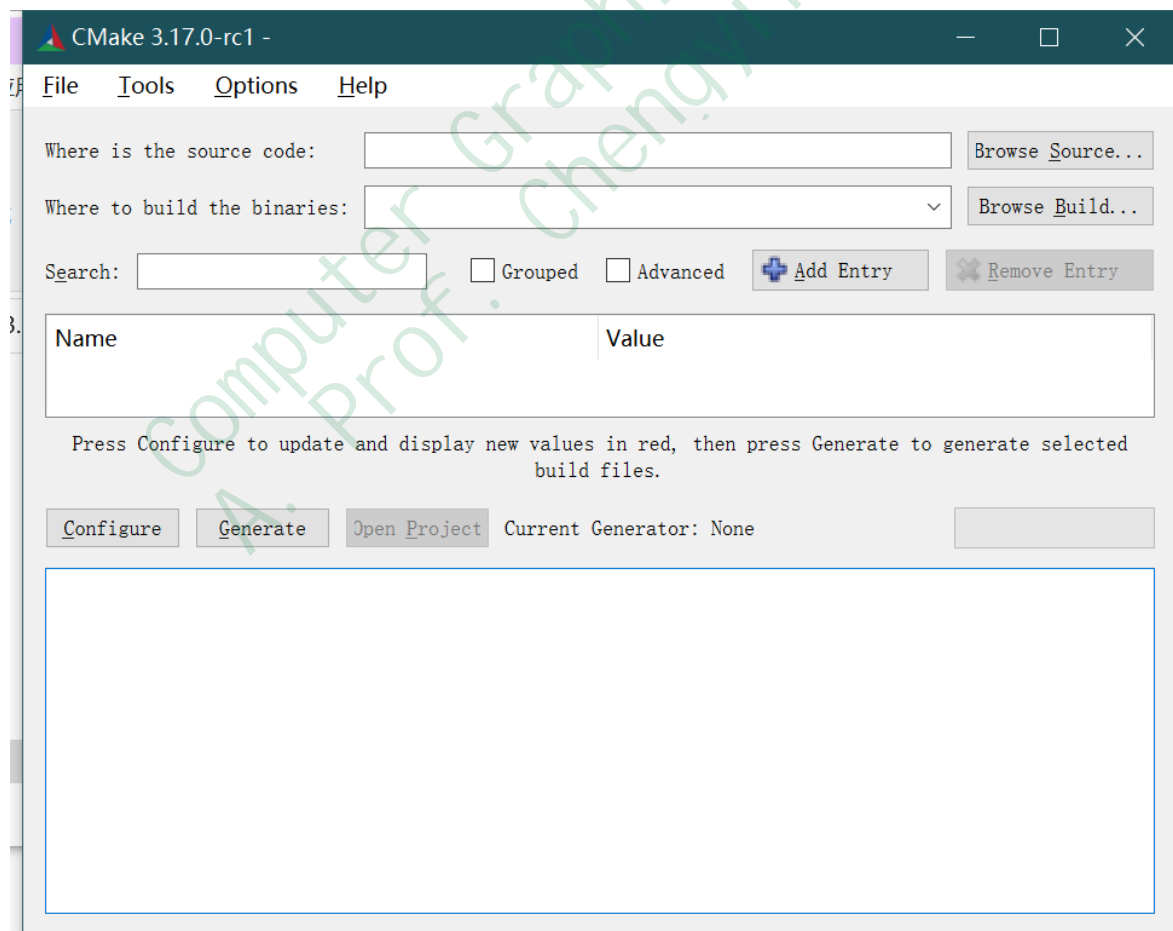 CMake 3.17.0-rc1 -
File Tools Options Help
Where is the source code: Browse Source...
Where to build the binaries: Browse Build...
Search: Grouped Advanced Add Entry Remove Entry
Name Value
Press Configure to update and display new values in red, then press Generate to generate selected
build files.
Configure Generate Open Project Current Generator: None
Computer
A. Prof.